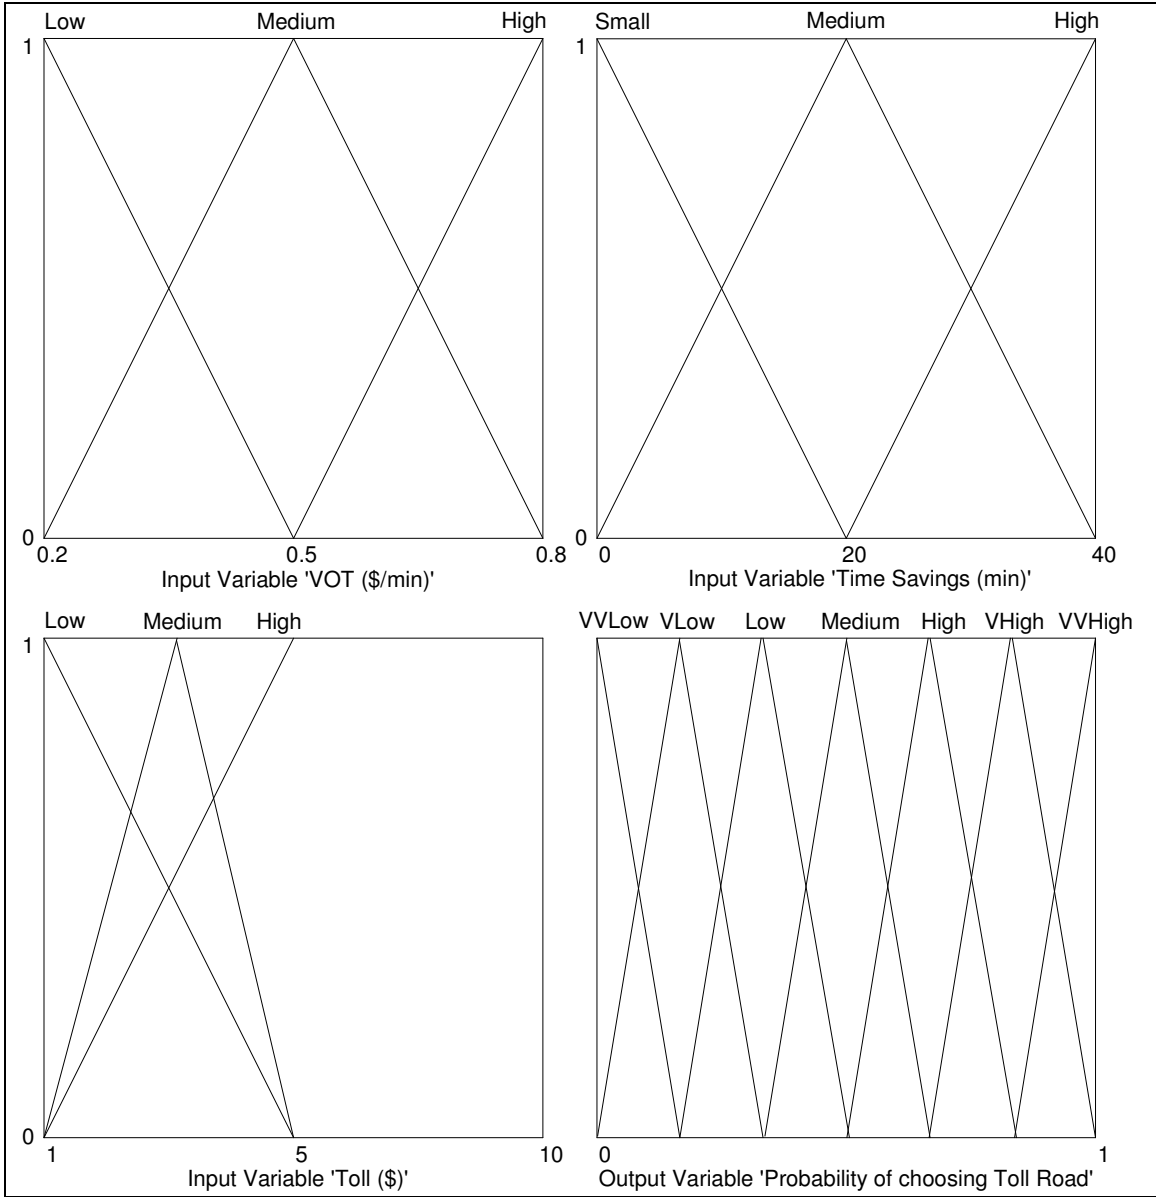 Low Medium High
1
0
0.2 0.5 0.8
Input Variable 'VOT ($/min)'
Small Medium High
1
0
0 20 40
Input Variable 'Time Savings (min)'
Low Medium High
1
0
1 5 10
Input Variable 'Toll ($)'
VVLow VLow Low Medium High VHigh VVHigh
0 1
Output Variable 'Probability of choosing Toll Road'